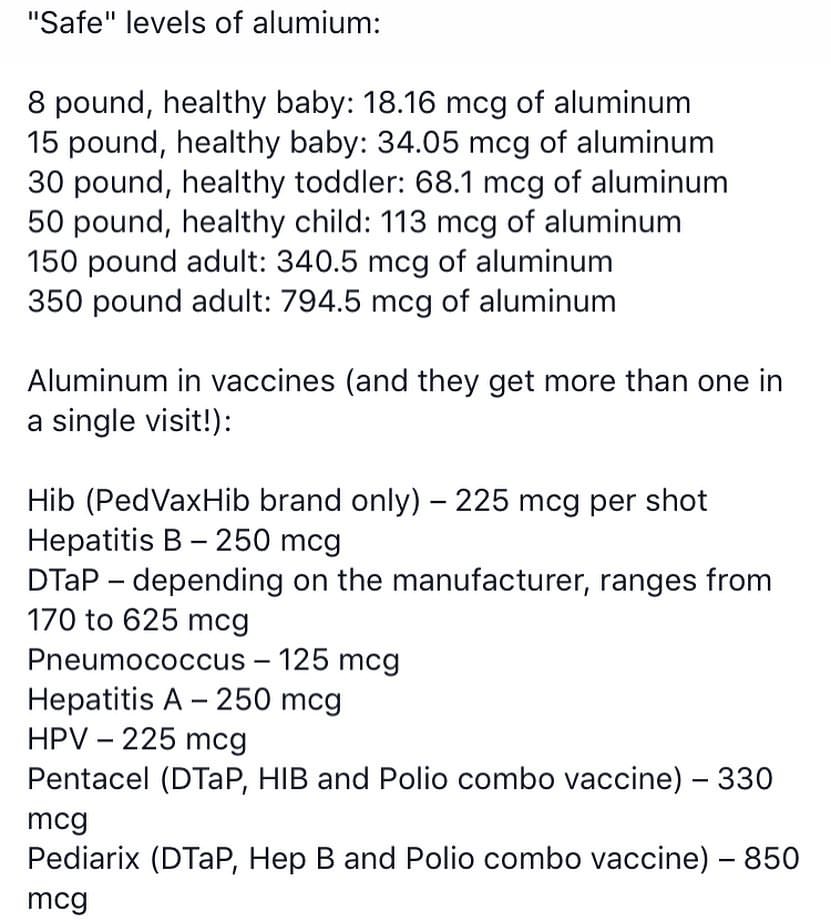 "Safe" levels of alumium:
8 pound, healthy baby: 18.16 mcg of aluminum
15 pound, healthy baby: 34.05 mcg of aluminum
30 pound, healthy toddler: 68.1 mcg of aluminum
50 pound, healthy child: 113 mcg of aluminum
150 pound adult: 340.5 mcg of aluminum
350 pound adult: 794.5 mcg of aluminum
Aluminum in vaccines (and they get more than one in
a single visit!):
Hib (PedVaxHib brand only) – 225 mcg per shot
Hepatitis B – 250 mcg
DTaP – depending on the manufacturer, ranges from
170 to 625 mcg
Pneumococcus – 125 mcg
Hepatitis A – 250 mcg
HPV – 225 mcg
Pentacel (DTaP, HIB and Polio combo vaccine) – 330
mcg
Pediarix (DTaP, Hep B and Polio combo vaccine) – 850
mcg